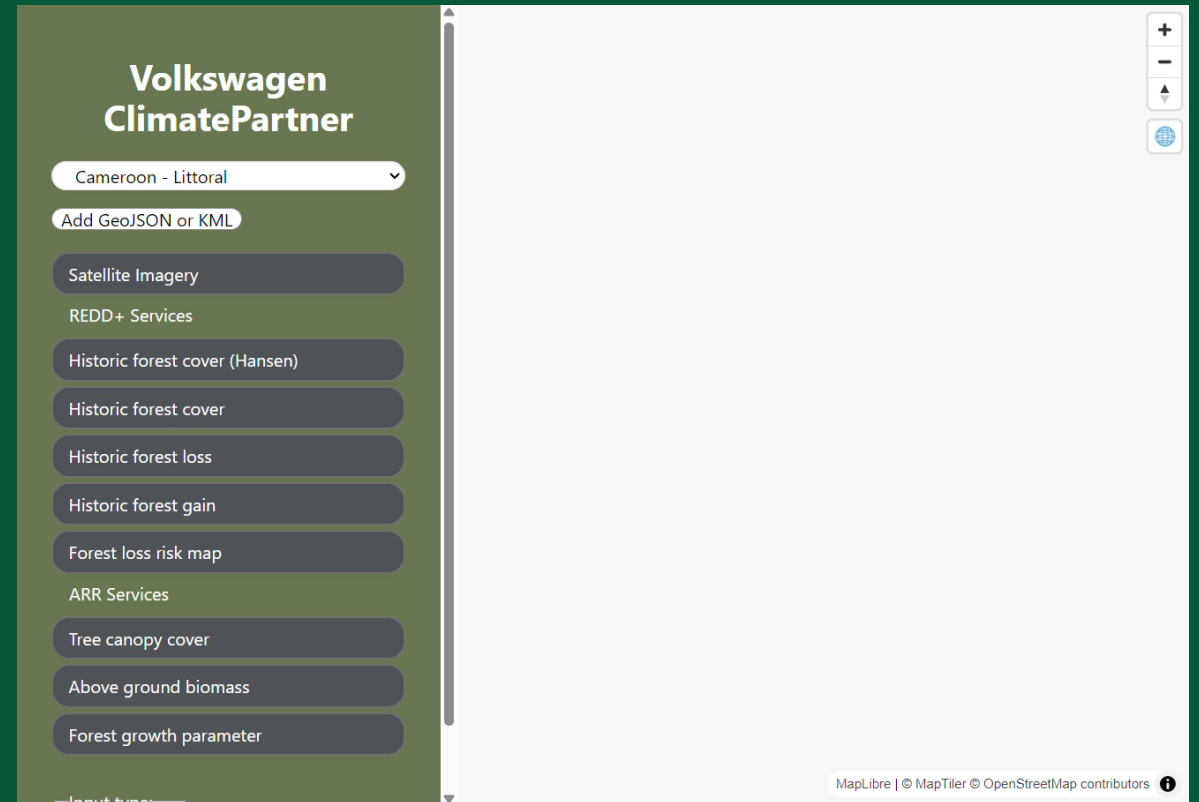 Volkswagen
ClimatePartner
Cameroon - Littoral
Add GeoJSON or KML
Satellite Imagery
REDD+ Services
Historic forest cover (Hansen)
Historic forest cover
Historic forest loss
Historic forest gain
Forest loss risk map
ARR Services
Tree canopy cover
Above ground biomass
Forest growth parameter
Input type:
MapLibre | © MapTiler © OpenStreetMap contributors